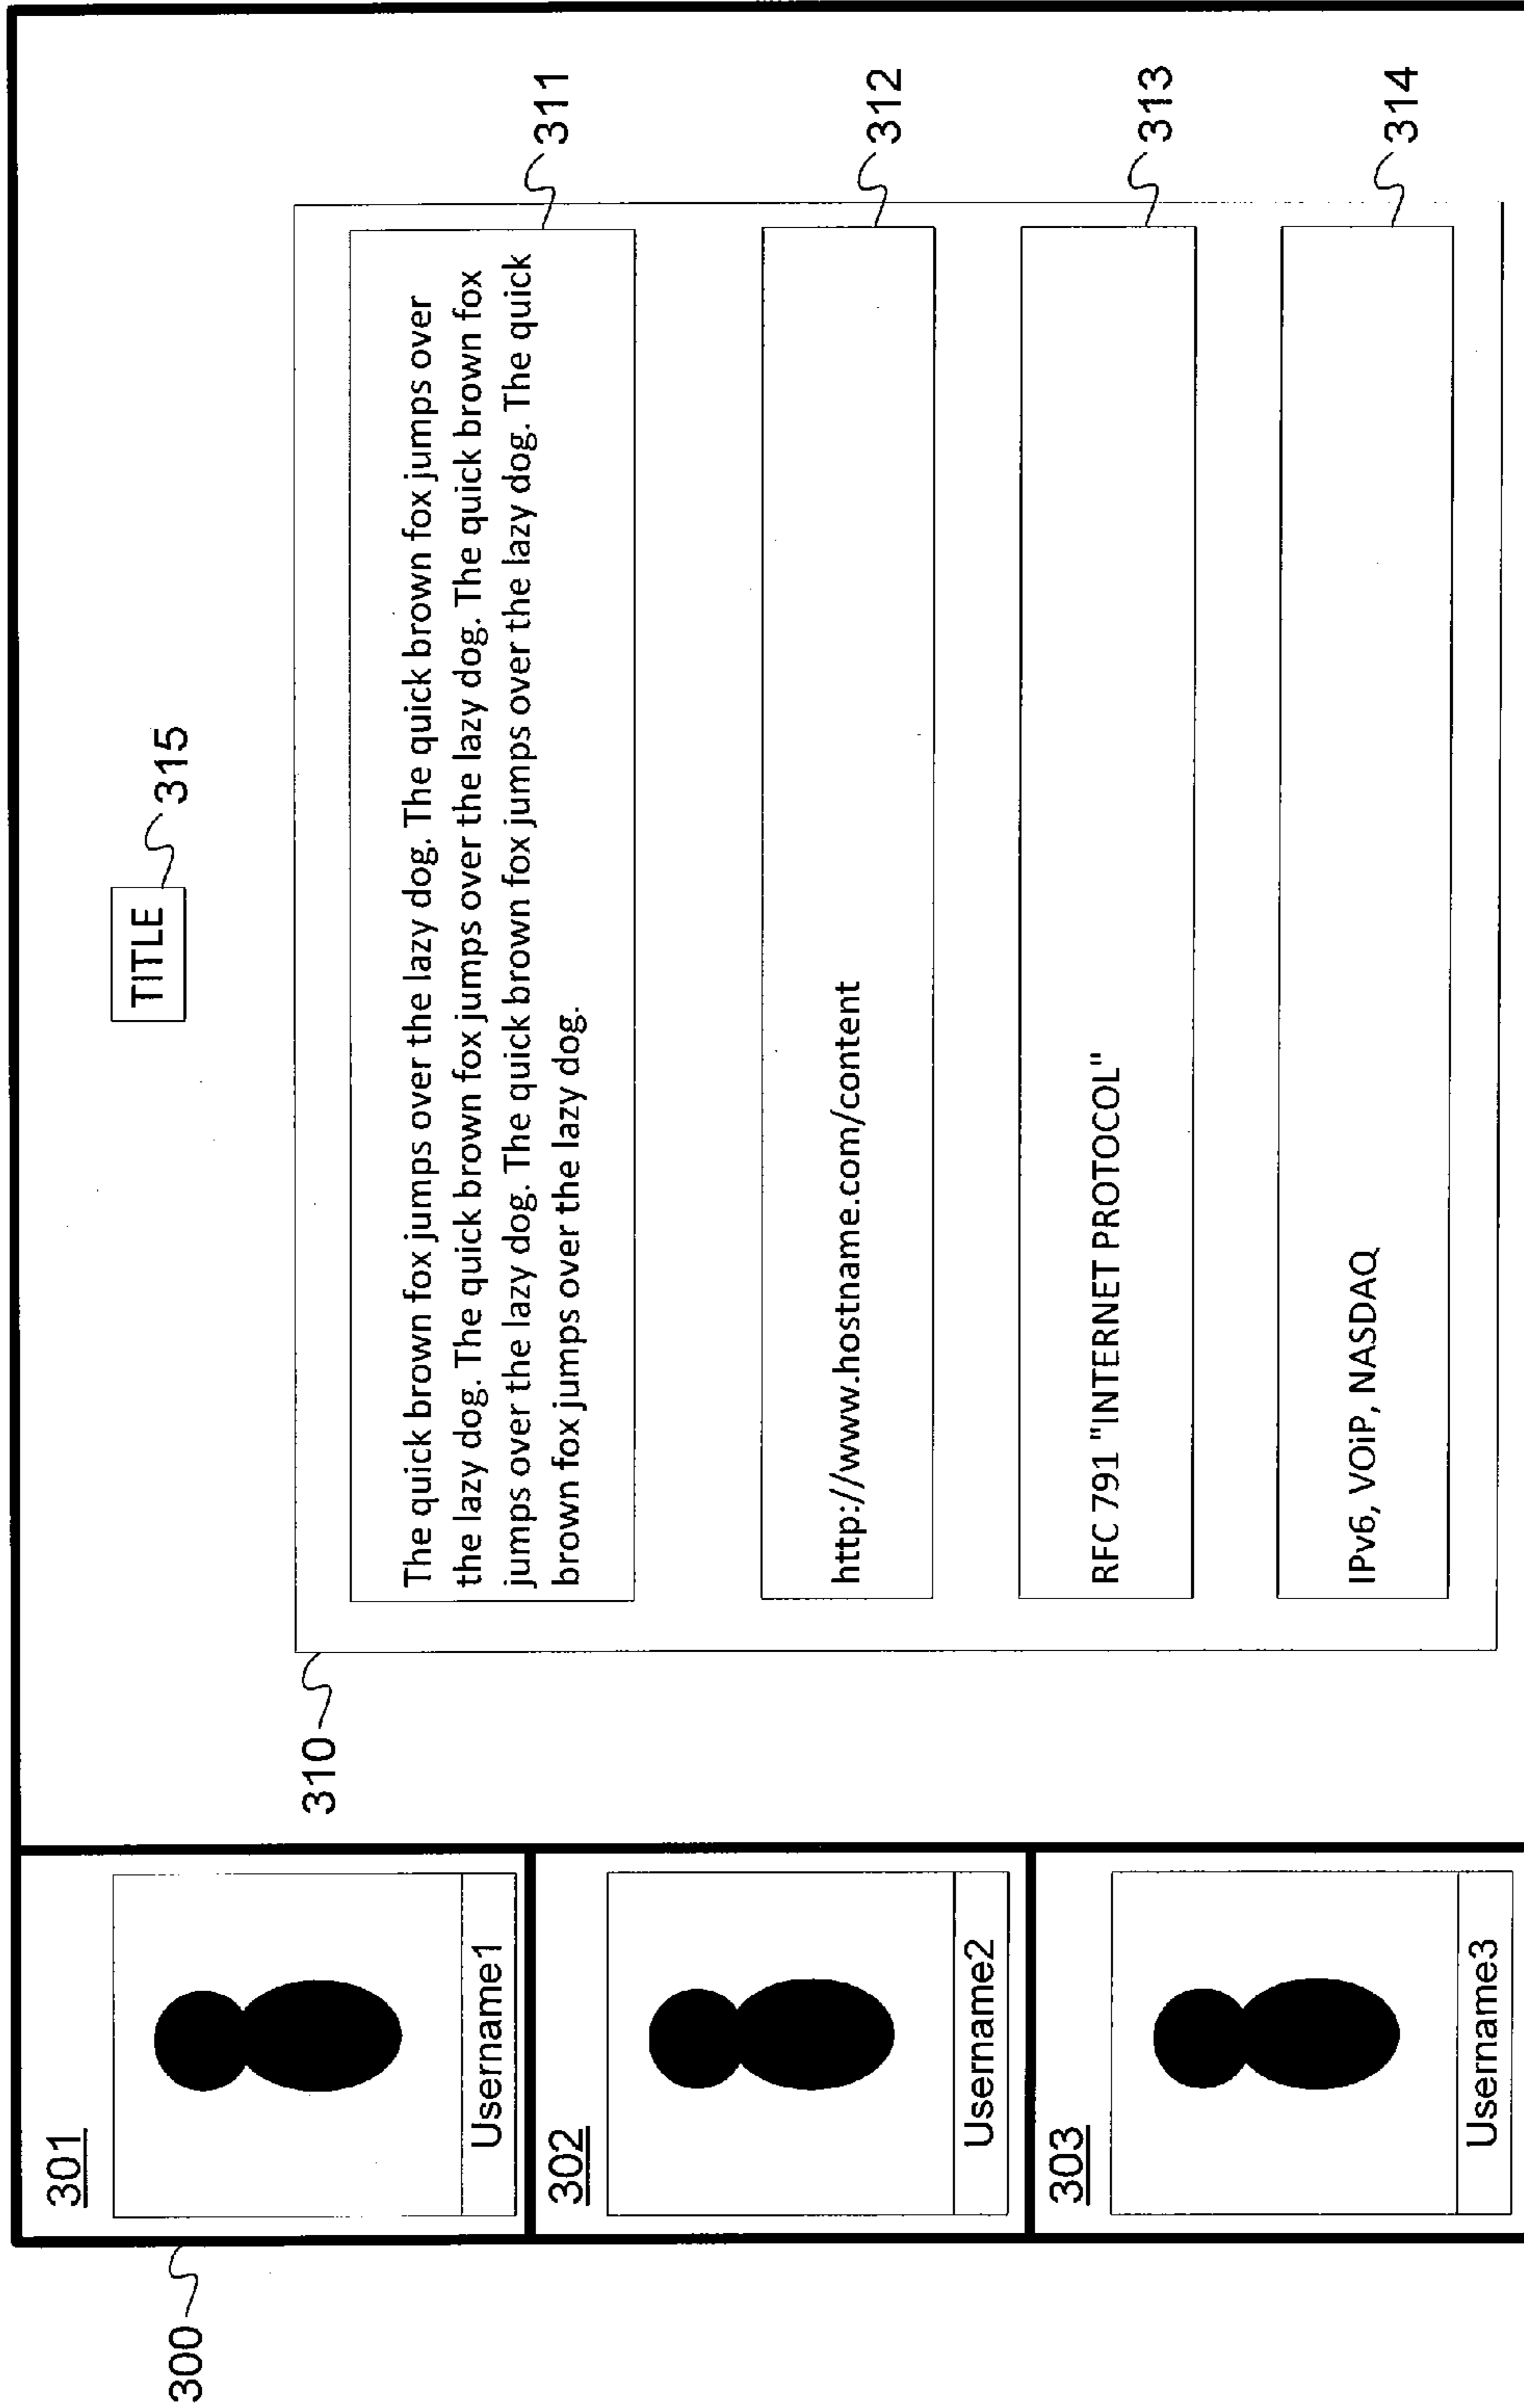 300
301
Username1
302
Username2
303
Username3
TITLE
315
310
The quick brown fox jumps over the lazy dog. The quick brown fox jumps over
the lazy dog. The quick brown fox jumps over the lazy dog. The quick brown fox
jumps over the lazy dog. The quick brown fox jumps over the lazy dog. The quick
brown fox jumps over the lazy dog.
311
http://www.hostname.com/content
312
RFC 791 "INTERNET PROTOCOL"
313
IPv6, VOiP, NASDAQ
314